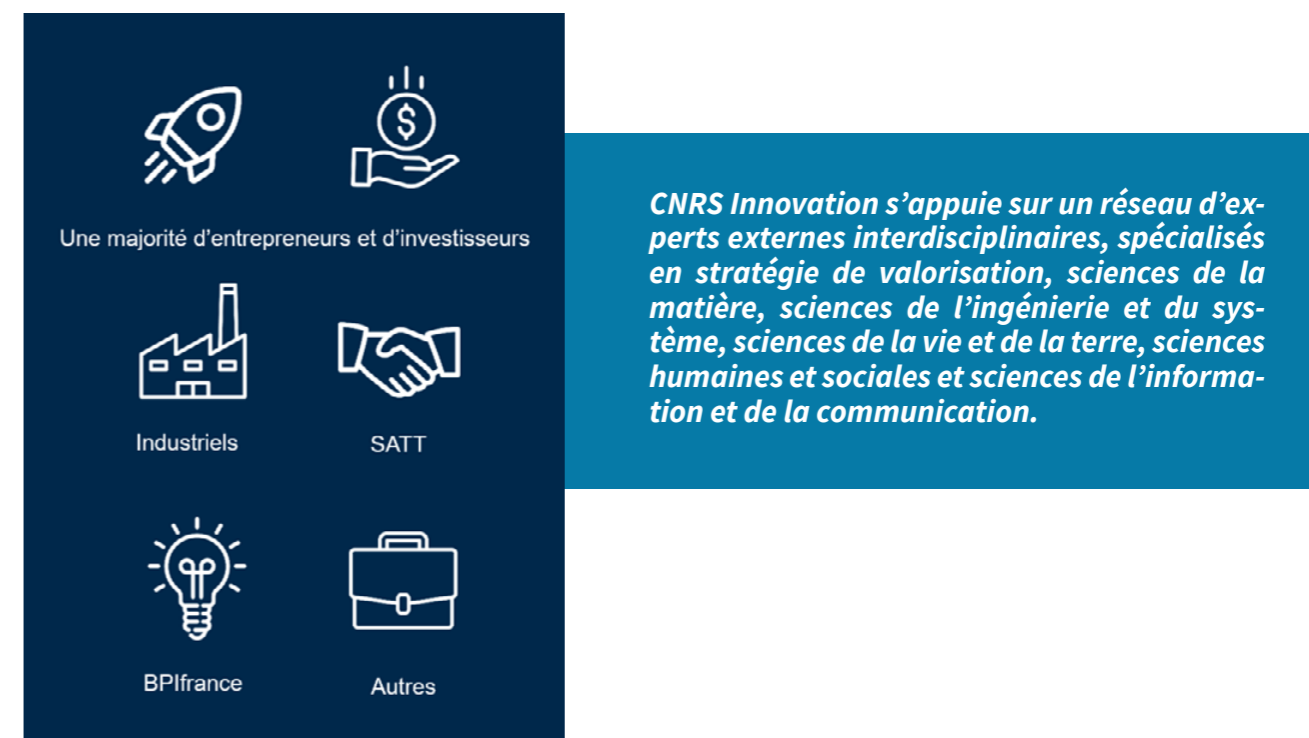 Une majorité d'entrepreneurs et d'investisseurs
Industriels
SATT
BPIfrance
Autres
CNRS Innovation s’appuie sur un réseau d’ex-
perts externes interdisciplinaires, spécialisés
en stratégie de valorisation, sciences de la
matière, sciences de l’ingénierie et du sys-
tème, sciences de la vie et de la terre, sciences
humaines et sociales et sciences de l’informa-
tion et de la communication.